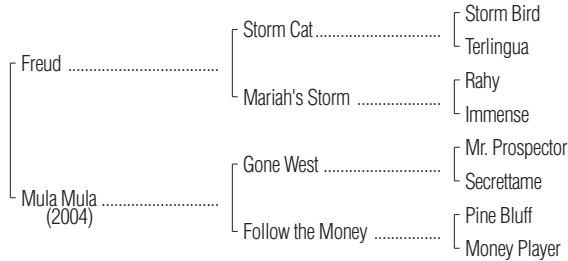 Storm Bird
Storm Cat
Terlingua
Freud
Rahy
Mariah's Storm
Immense
Mr. Prospector
Gone West
Secrettame
Mula Mula
(2004)
Pine Bluff
Follow the Money
Money Player